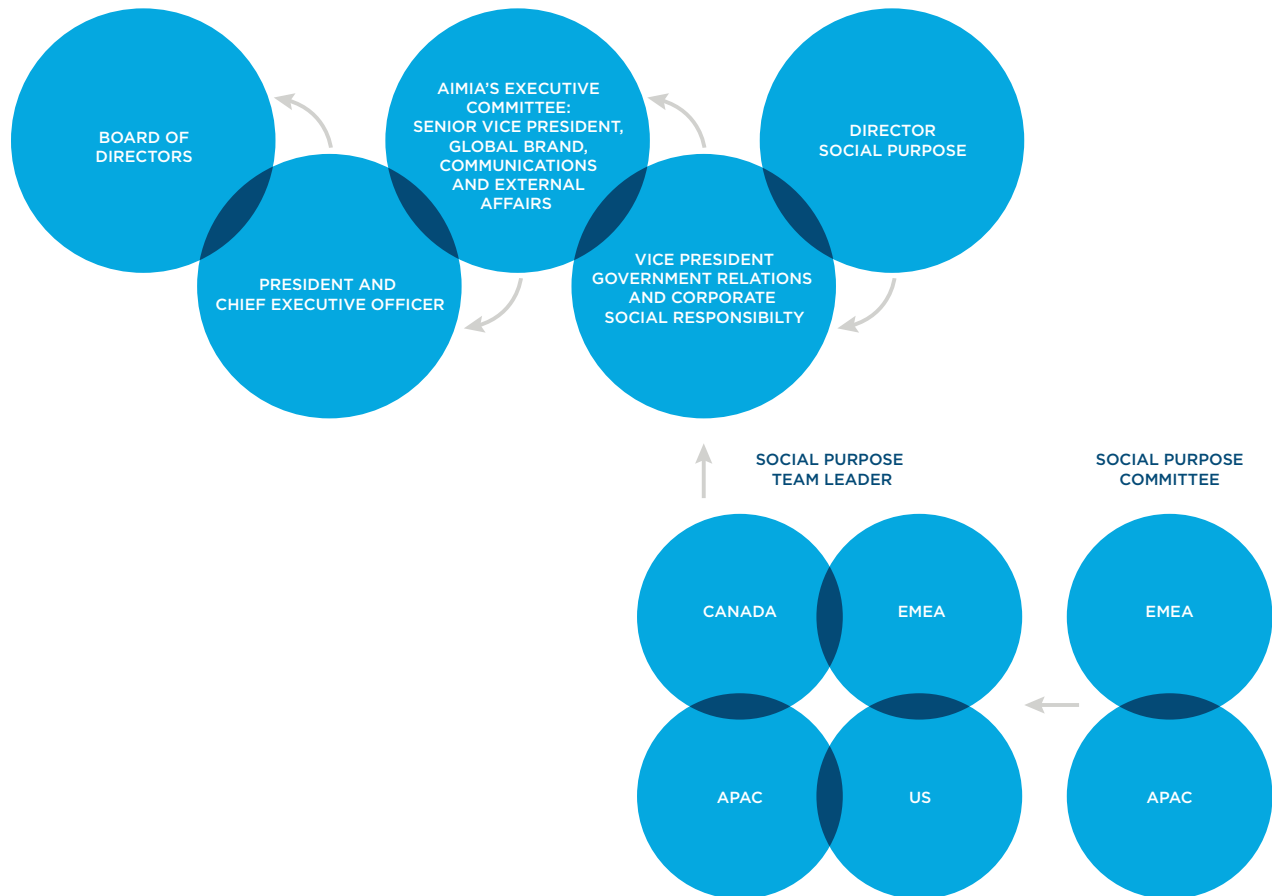 BOARD OF
DIRECTORS
AIMIA'S EXECUTIVE
COMMITTEE:
SENIOR VICE PRESIDENT,
GLOBAL BRAND,
COMMUNICATIONS
AND EXTERNAL
AFFAIRS
DIRECTOR
SOCIAL PURPOSE
PRESIDENT AND
CHIEF EXECUTIVE OFFICER
VICE PRESIDENT
GOVERNMENT RELATIONS
AND CORPORATE
SOCIAL RESPONSIBILTY
SOCIAL PURPOSE
TEAM LEADER
SOCIAL PURPOSE
COMMITTEE
CANADA
EMEA
EMEA
APAC
US
APAC